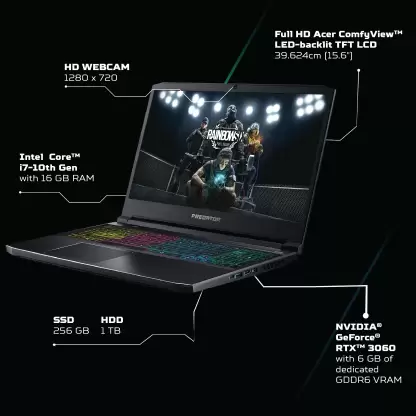 Full HD Acer ComfyView™
LED-backlit TFT LCD
39.624cm [15.6"]
HD WEBCAM
1280 x 720
RAINBOW6
Intel Core™
i7-10th Gen
with 16 GB RAM
PREDATOR
SSD HDD
256 GB 1 TB
NVIDIA®
GeForce®
RTX™ 3060
with 6 GB of
dedicated
GDDR6 VRAM